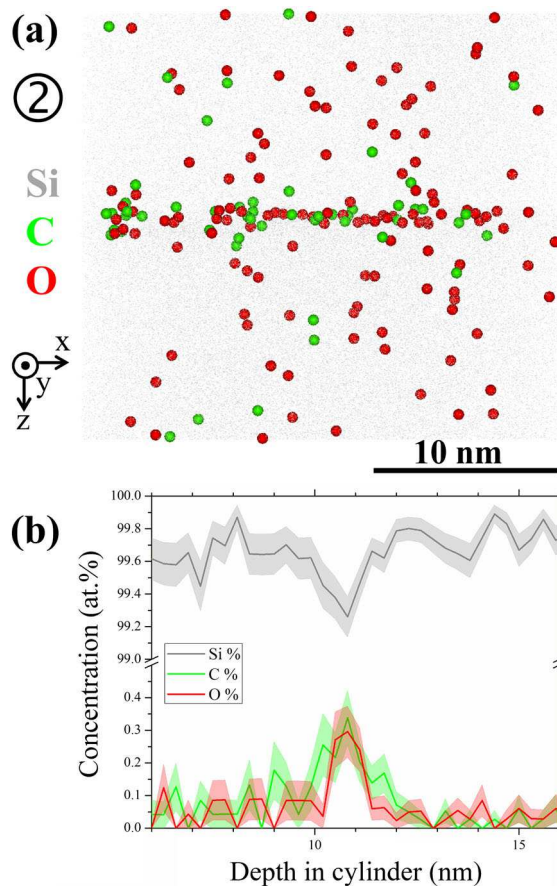 (a)
②
Si
C
O
x
y
z
10 nm
(b)
100.0
99.8
99.6
99.4
99.2
99.0
0.4
0.3
0.2
0.1
0.0
Concentration (at.%)
Si %
C %
O %
10
15
Depth in cylinder (nm)